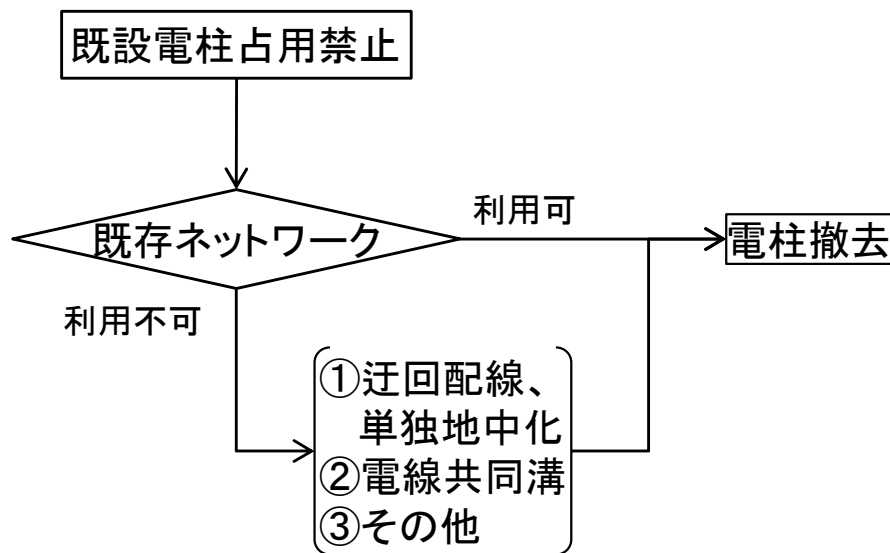 既設電柱占用禁止
既存ネットワーク
利用可
電柱撤去
利用不可
①迂回配線、
単独地中化
②電線共同溝
③その他